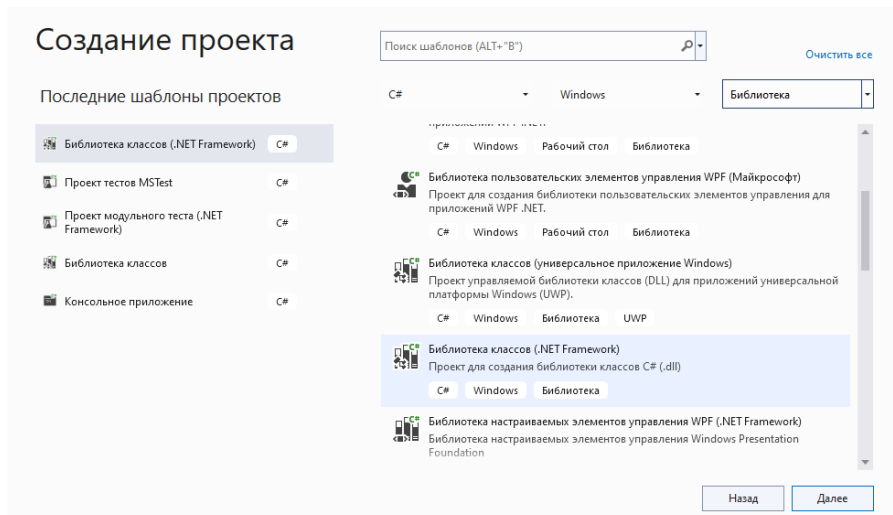 Создание проекта
Поиск шаблонов (ALT+"B")
Очистить все
Последние шаблоны проектов
C#
Windows
Библиотека
Библиотека классов (.NET Framework)
C#
Проект тестов MSTest
C#
Проект модульного теста (.NET
Framework)
C#
Библиотека классов
C#
Консольное приложение
C#
C# Windows Рабочий стол Библиотека
Библиотека пользовательских элементов управления WPF (Майкрософт)
Проект для создания библиотеки пользовательских элементов управления для
приложений WPF .NET.
C# Windows Рабочий стол Библиотека
Библиотека классов (универсальное приложение Windows)
Проект управляемой библиотеки классов (DLL) для приложений универсальной
платформы Windows (UWP).
C# Windows Библиотека UWP
Библиотека классов (.NET Framework)
Проект для создания библиотеки классов C# (.dll)
C# Windows Библиотека
Библиотека настраиваемых элементов управления WPF (.NET Framework)
Библиотека настраиваемых элементов управления Windows Presentation
Foundation
Назад
Далее